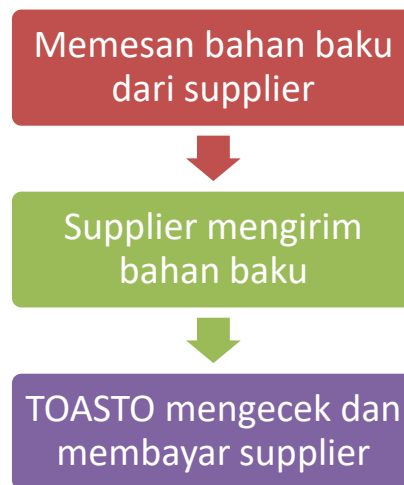 Memesan bahan baku
dari supplier
Supplier mengirim
bahan baku
TOASTO mengecek dan
membayar supplier